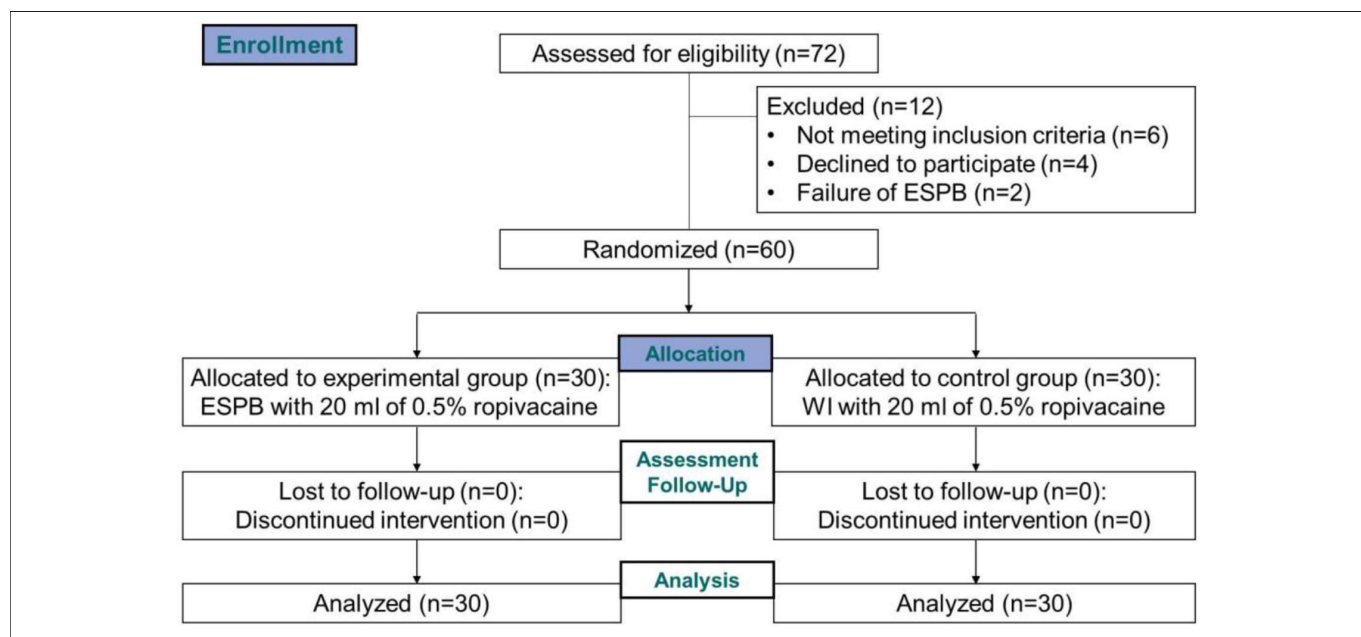 Enrollment
Assessed for eligibility (n=72)
Excluded (n=12)
• Not meeting inclusion criteria (n=6)
• Declined to participate (n=4)
• Failure of ESPB (n=2)
Randomized (n=60)
Allocation
Allocated to experimental group (n=30):
ESPB with 20 ml of 0.5% ropivacaine
Allocated to control group (n=30):
WI with 20 ml of 0.5% ropivacaine
Assessment
Follow-Up
Lost to follow-up (n=0):
Discontinued intervention (n=0)
Lost to follow-up (n=0):
Discontinued intervention (n=0)
Analysis
Analyzed (n=30)
Analyzed (n=30)